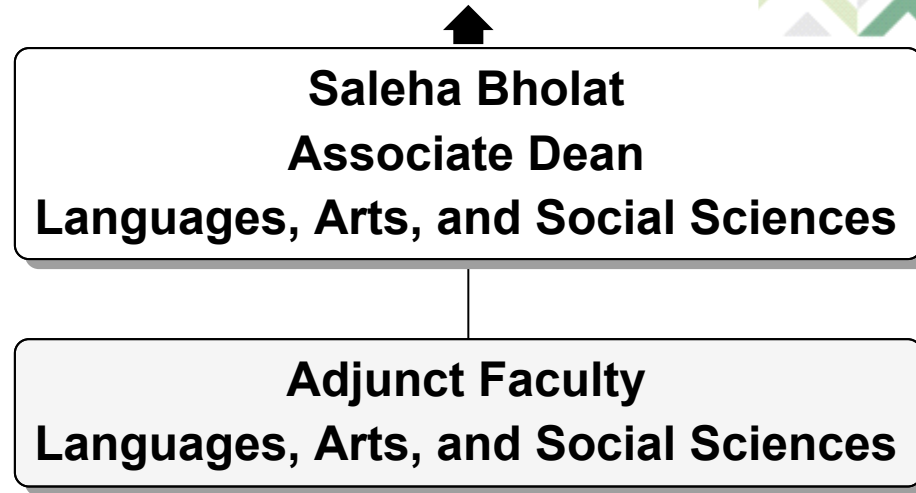 Saleha Bholat
Associate Dean
Languages, Arts, and Social Sciences
Adjunct Faculty
Languages, Arts, and Social Sciences